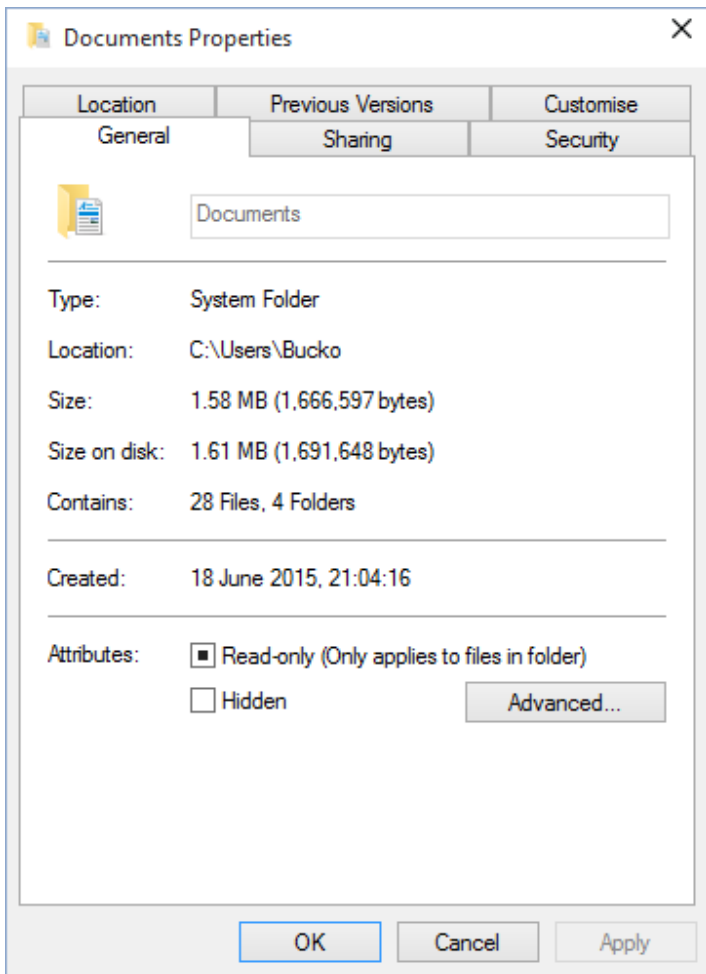 Documents Properties
Location Previous Versions Customise
General Sharing Security
Documents
Type: System Folder
Location: C:\Users\Bucko
Size: 1.58 MB (1,666,597 bytes)
Size on disk: 1.61 MB (1,691,648 bytes)
Contains: 28 Files, 4 Folders
Created: 18 June 2015, 21:04:16
Attributes: Read-only (Only applies to files in folder)
Hidden Advanced...
OK Cancel Apply